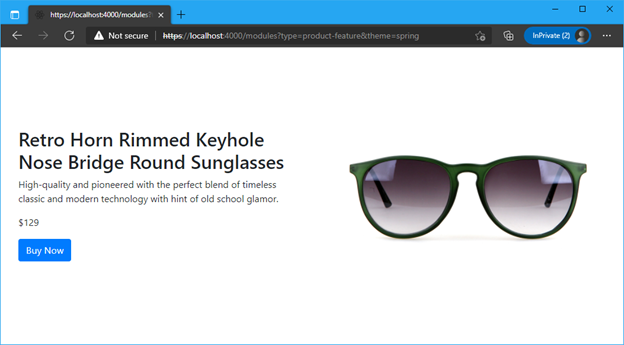 https://localhost:4000/modules?t
Not secure
https://localhost:4000/modules?type=product-feature&theme=spring
InPrivate (2)
Retro Horn Rimmed Keyhole
Nose Bridge Round Sunglasses
High-quality and pioneered with the perfect blend of timeless
classic and modern technology with hint of old school glamor.
$129
Buy Now